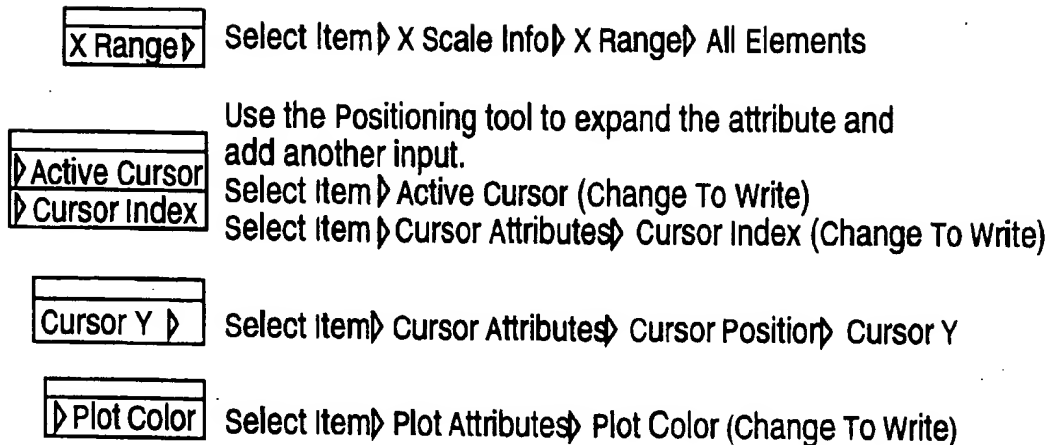 X Range▷ Select Item▷ X Scale Info▷ X Range▷ All Elements
Use the Positioning tool to expand the attribute and
add another input.
▷Active Cursor Select Item▷ Active Cursor (Change To Write)
▷Cursor Index Select Item▷ Cursor Attributes▷ Cursor Index (Change To Write)
Cursor Y ▷ Select Item▷ Cursor Attributes▷ Cursor Position▷ Cursor Y
▷Plot Color Select Item▷ Plot Attributes▷ Plot Color (Change To Write)